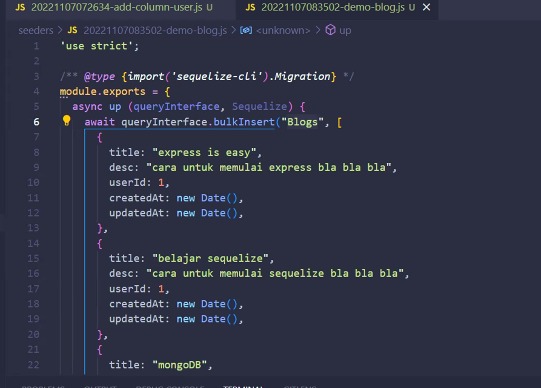 JS 20221107072634-add-column-user.js U JS 20221107083502-demo-blog.js U ×
seeders > JS 20221107083502-demo-blog.js > <unknown> > up
1 'use strict';
2
3 /** @type {import('sequelize-cli').Migration} */
4 module.exports = {
5 async up (queryInterface, Sequelize) {
6 await queryInterface.bulkInsert("Blogs", [
7 {
8 title: "express is easy",
9 desc: "cara untuk memulai express bla bla bla",
10 userId: 1,
11 createdAt: new Date(),
12 updatedAt: new Date(),
13 },
14 {
15 title: "belajar sequelize",
16 desc: "cara untuk memulai sequelize bla bla bla",
17 userId: 1,
18 createdAt: new Date(),
19 updatedAt: new Date(),
20 },
21 {
22 title: "mongoDB",